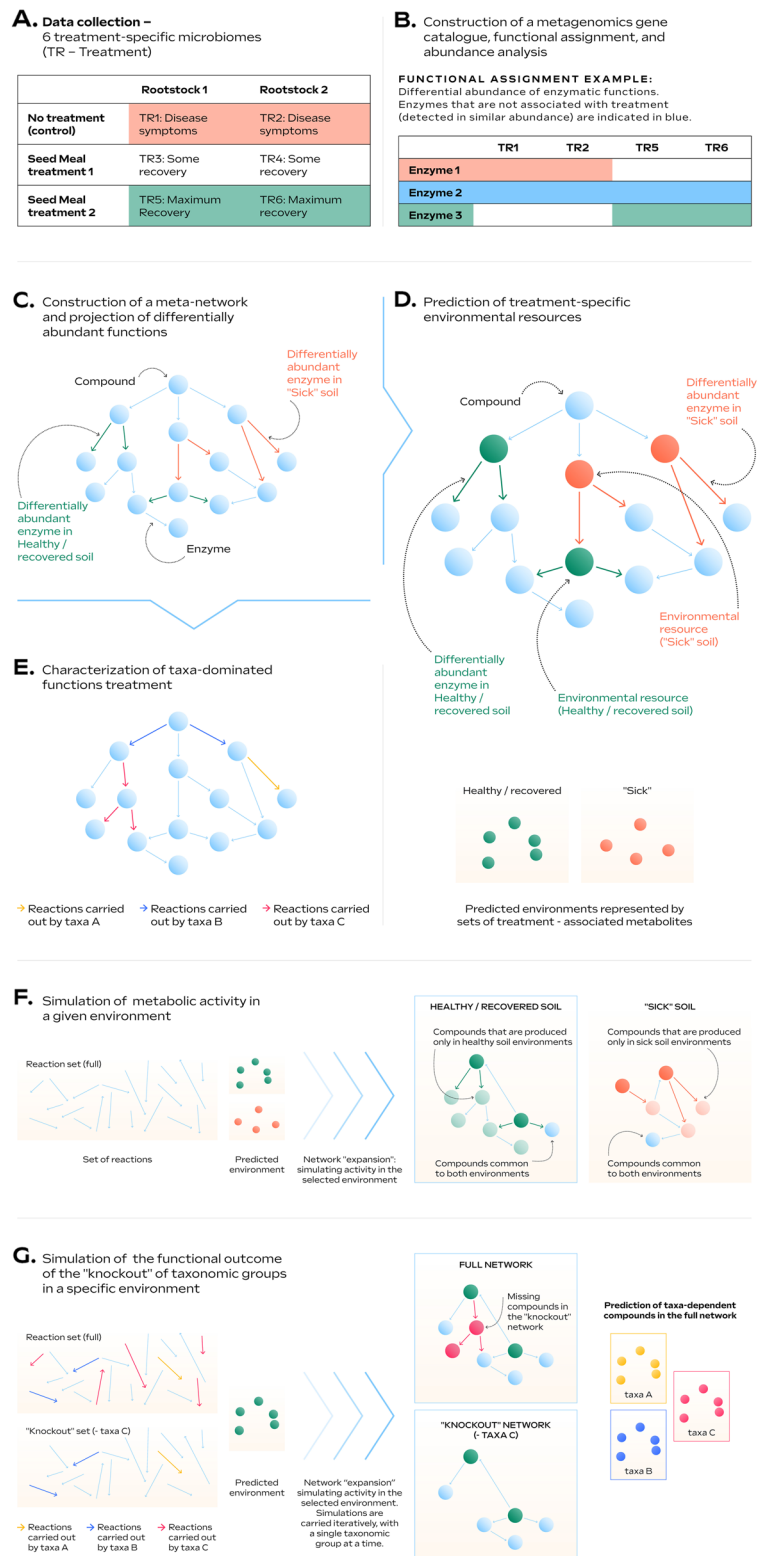 A. Data collection –
6 treatment-specific microbiomes
(TR – Treatment)
Rootstock 1
Rootstock 2
No treatment
(control)
TR1: Disease
symptoms
TR2: Disease
symptoms
Seed Meal
treatment 1
TR3: Some
recovery
TR4: Some
recovery
Seed Meal
treatment 2
TR5: Maximum
Recovery
TR6: Maximum
recovery
B. Construction of a metagenomics gene
catalogue, functional assignment, and
abundance analysis
FUNCTIONAL ASSIGNMENT EXAMPLE:
Differential abundance of enzymatic functions.
Enzymes that are not associated with treatment
(detected in similar abundance) are indicated in blue.
TR1
TR2
TR5
TR6
Enzyme 1
Enzyme 2
Enzyme 3
C. Construction of a meta-network
and projection of differentially
abundant functions
Compound
Differentially
abundant
enzyme in
"Sick" soil
Differentially
abundant
enzyme in
Healthy /
recovered soil
Enzyme
D. Prediction of treatment-specific
environmental resources
Compound
Differentially
abundant
enzyme in
"Sick" soil
Environmental
resource
("Sick" soil)
Differentially
abundant
enzyme in
Healthy /
recovered soil
Environmental resource
(Healthy / recovered soil)
Healthy / recovered
"Sick"
Predicted environments represented by
sets of treatment - associated metabolites
E. Characterization of taxa-dominated
functions treatment
Reactions carried
out by taxa A
Reactions carried
out by taxa B
Reactions carried
out by taxa C
F. Simulation of metabolic activity in
a given environment
Reaction set (full)
Set of reactions
Predicted
environment
Network "expansion":
simulating activity in the
selected environment
HEALTHY / RECOVERED SOIL
Compounds that are produced
only in healthy soil environments
Compounds common
to both environments
"SICK" SOIL
Compounds that are produced
only in sick soil environments
Compounds common
to both environments
G. Simulation of the functional outcome
of the "knockout" of taxonomic groups
in a specific environment
Reaction set (full)
"Knockout" set (- taxa C)
Reactions
carried out
by taxa A
Reactions
carried out
by taxa B
Reactions
carried out
by taxa C
Predicted
environment
Network "expansion"
simulating activity in the
selected environment.
Simulations are
carried iteratively, with
a single taxonomic
group at a time.
FULL NETWORK
Missing
compounds in
the "knockout"
network
"KNOCKOUT" NETWORK
(- TAXA C)
Prediction of taxa-dependent
compounds in the full network
taxa A
taxa C
taxa B